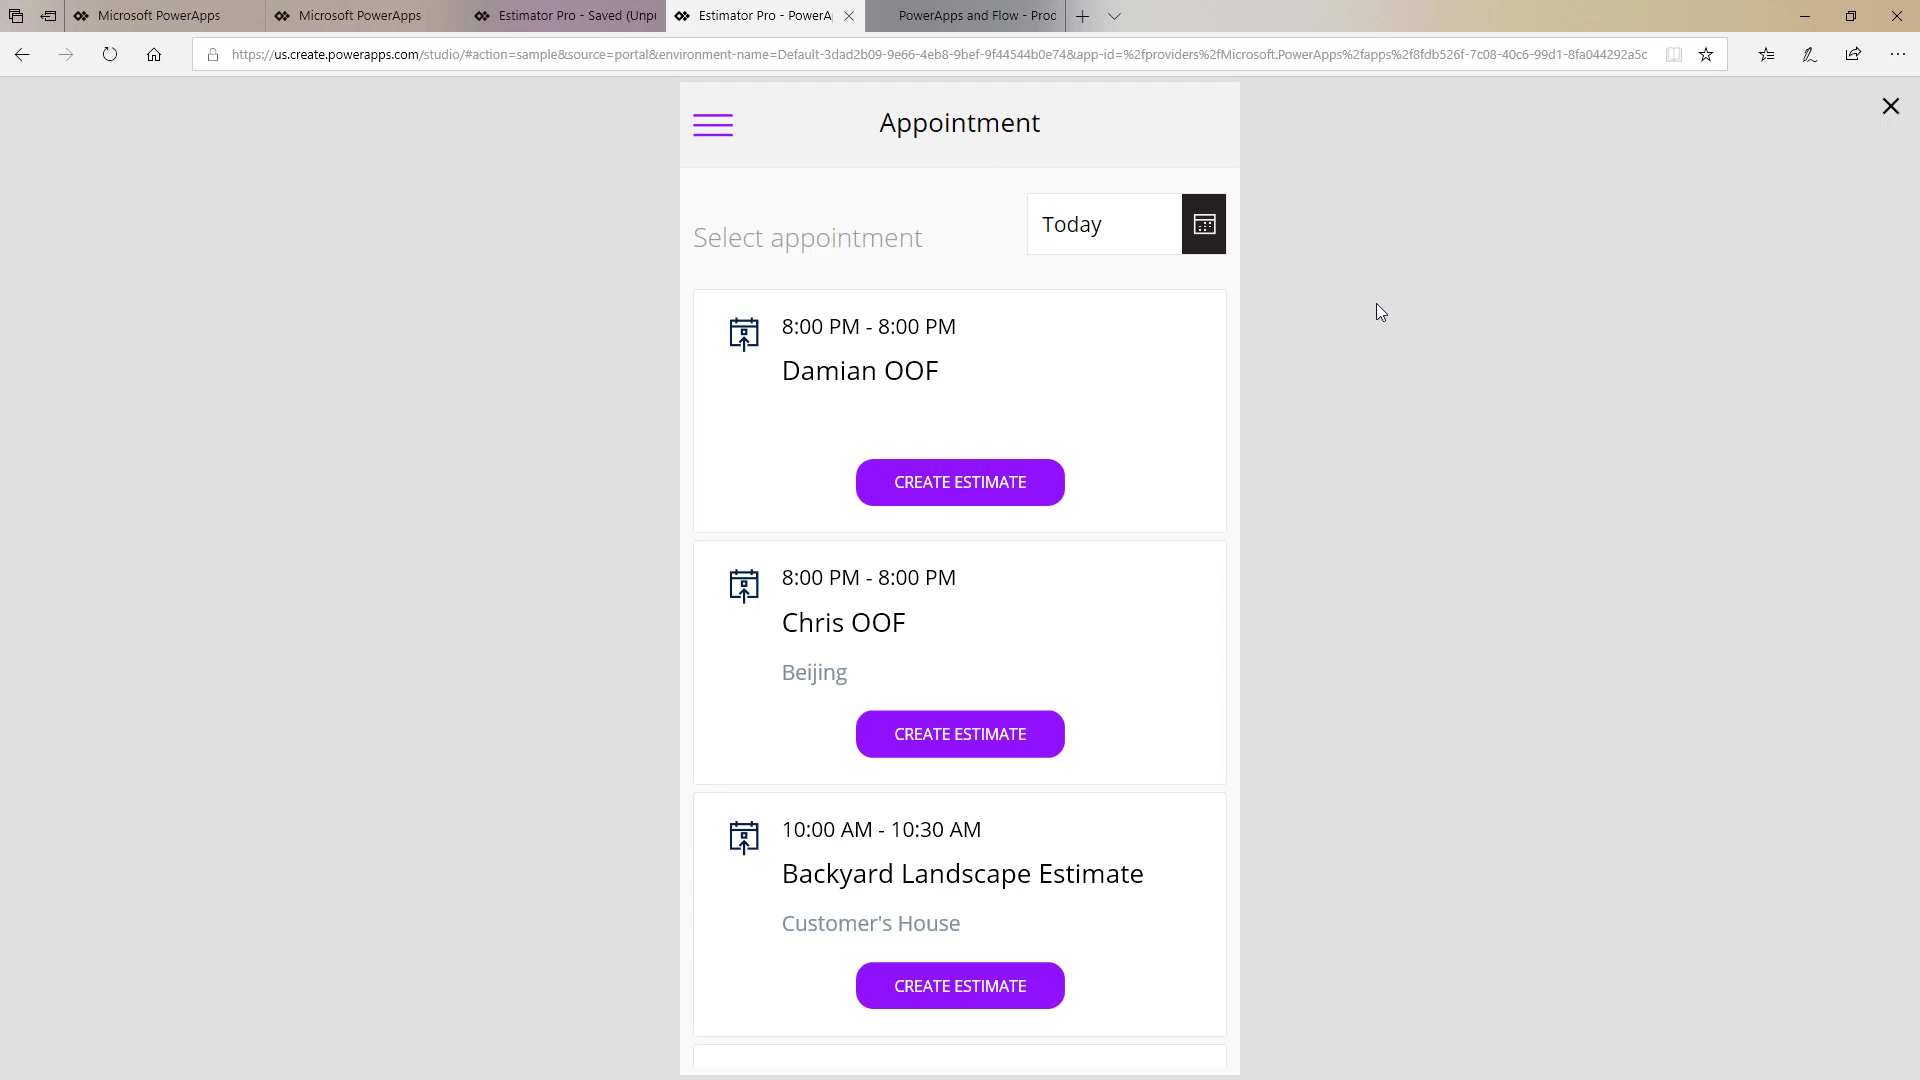 Microsoft PowerApps
Microsoft PowerApps
Estimator Pro - Saved (Unpu
Estimator Pro - PowerA
PowerApps and Flow - Prod
https://us.create.powerapps.com/studio/#action=sample&source=portal&environment-name=Default-3dad2b09-9e66-4eb8-9bef-9f44544b0e74&app-id=%2fproviders%2fMicrosoft.PowerApps%2fapps%2f8fdb526f-7c08-40c6-99d1-8fa044292a5c
Appointment
Select appointment
Today
8:00 PM - 8:00 PM
Damian OOF
CREATE ESTIMATE
8:00 PM - 8:00 PM
Chris OOF
Beijing
CREATE ESTIMATE
10:00 AM - 10:30 AM
Backyard Landscape Estimate
Customer's House
CREATE ESTIMATE